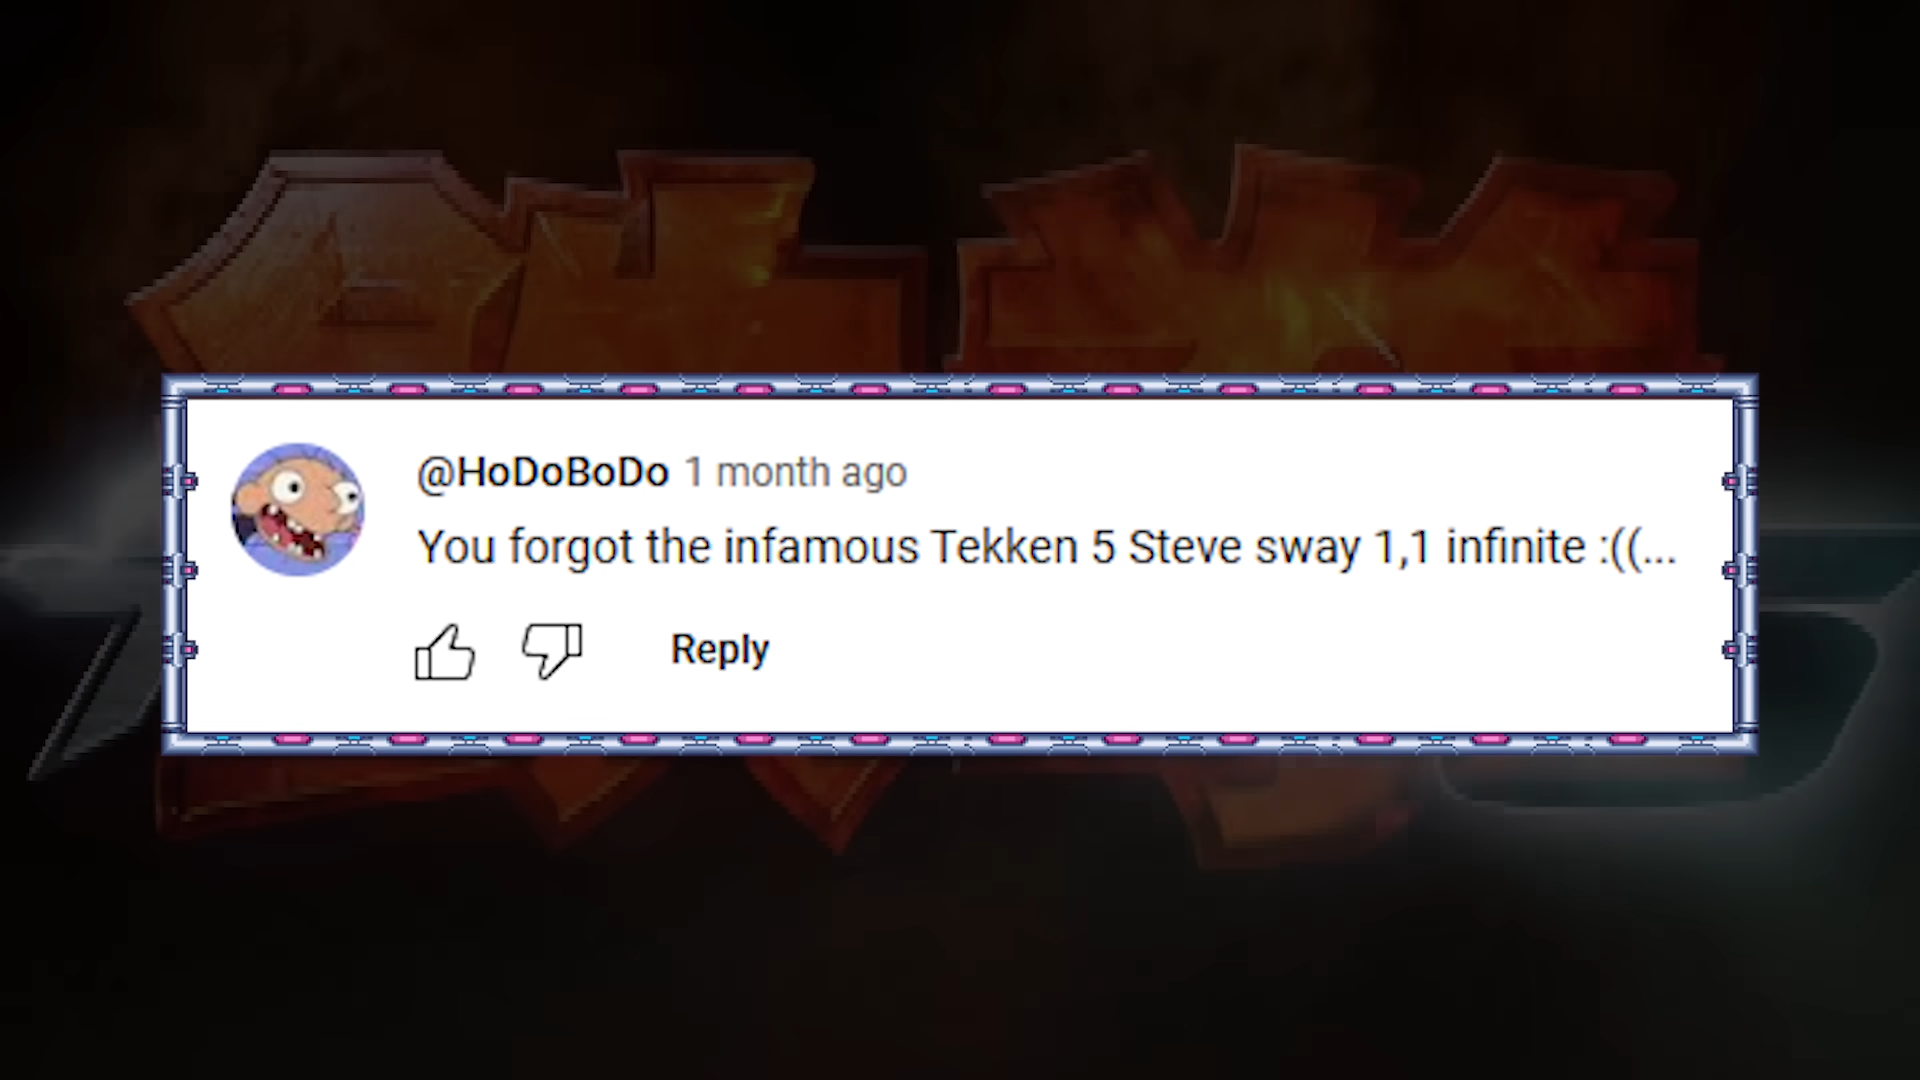 @HoDoBoDo 1 month ago
You forgot the infamous Tekken 5 Steve sway 1,1 infinite :((...
Reply